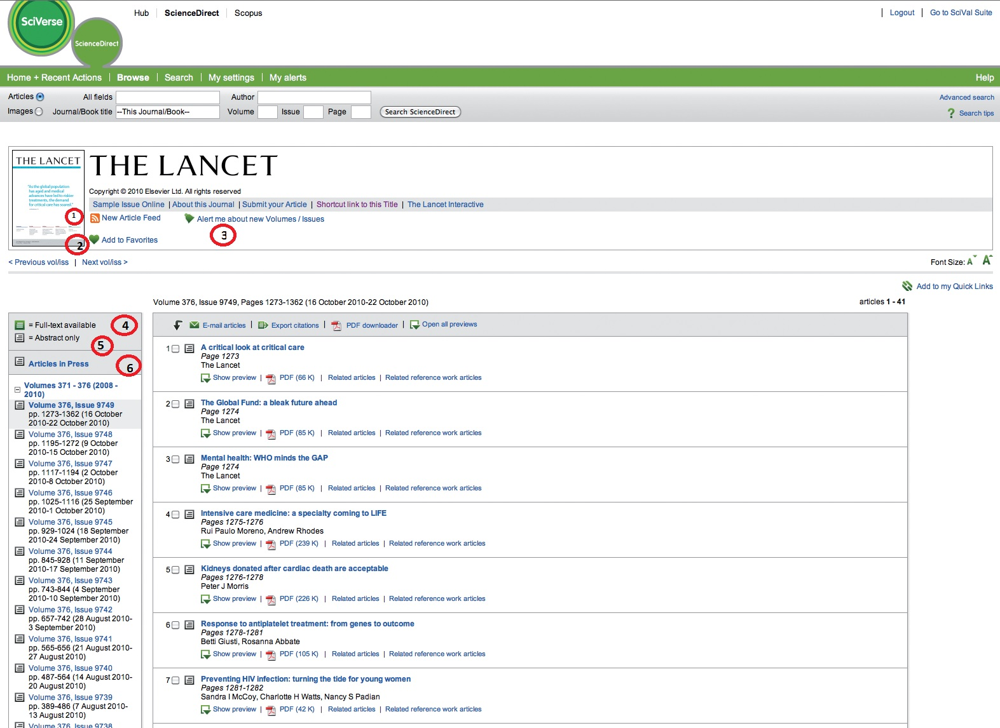 SciVerse
ScienceDirect
Hub | ScienceDirect | Scopus
| Logout | Go to SciVal Suite
Home + Recent Actions | Browse | Search | My settings | My alerts
Help
Articles All fields Author
Advanced search
Images Journal/Book title --This Journal/Book-- Volume Issue Page Search ScienceDirect
? Search tips
THE LANCET
"As the global population
has aged and medical
advances have led to riskier
treatments, the demand
for critical care has soared."
THE LANCET
Copyright © 2010 Elsevier Ltd. All rights reserved
Sample Issue Online | About this Journal | Submit your Article | Shortcut link to this Title | The Lancet Interactive
1 New Article Feed Alert me about new Volumes / Issues
3
2 Add to Favorites
< Previous vol/iss | Next vol/iss >
Font Size: A A
Add to my Quick Links
Volume 376, Issue 9749, Pages 1273-1362 (16 October 2010-22 October 2010)
articles 1 - 41
= Full-text available 4
= Abstract only
5
Articles in Press 6
Volumes 371 - 376 (2008 -
2010)
Volume 376, Issue 9749
pp. 1273-1362 (16 October
2010-22 October 2010)
Volume 376, Issue 9748
pp. 1195-1272 (9 October
2010-15 October 2010)
Volume 376, Issue 9747
pp. 1117-1194 (2 October
2010-8 October 2010)
Volume 376, Issue 9746
pp. 1025-1116 (25 September
2010-1 October 2010)
Volume 376, Issue 9745
pp. 929-1024 (18 September
2010-24 September 2010)
Volume 376, Issue 9744
pp. 845-928 (11 September
2010-17 September 2010)
Volume 376, Issue 9743
pp. 743-844 (4 September
2010-10 September 2010)
Volume 376, Issue 9742
pp. 657-742 (28 August 2010-
3 September 2010)
Volume 376, Issue 9741
pp. 565-656 (21 August 2010-
27 August 2010)
Volume 376, Issue 9740
pp. 487-564 (14 August 2010-
20 August 2010)
Volume 376, Issue 9739
pp. 389-486 (7 August 2010-
13 August 2010)
Volume 376, Issue 9738
E-mail articles | Export citations | PDF downloader | Open all previews
1 A critical look at critical care
Page 1273
The Lancet
Show preview | PDF (66 K) | Related articles | Related reference work articles
2 The Global Fund: a bleak future ahead
Page 1274
The Lancet
Show preview | PDF (85 K) | Related articles | Related reference work articles
3 Mental health: WHO minds the GAP
Page 1274
The Lancet
Show preview | PDF (85 K) | Related articles | Related reference work articles
4 Intensive care medicine: a specialty coming to LIFE
Pages 1275-1276
Rui Paulo Moreno, Andrew Rhodes
Show preview | PDF (239 K) | Related articles | Related reference work articles
5 Kidneys donated after cardiac death are acceptable
Pages 1276-1278
Peter J Morris
Show preview | PDF (226 K) | Related articles | Related reference work articles
6 Response to antiplatelet treatment: from genes to outcome
Pages 1278-1281
Betti Giusti, Rosanna Abbate
Show preview | PDF (105 K) | Related articles | Related reference work articles
7 Preventing HIV infection: turning the tide for young women
Pages 1281-1282
Sandra I McCoy, Charlotte H Watts, Nancy S Padian
Show preview | PDF (42 K) | Related articles | Related reference work articles